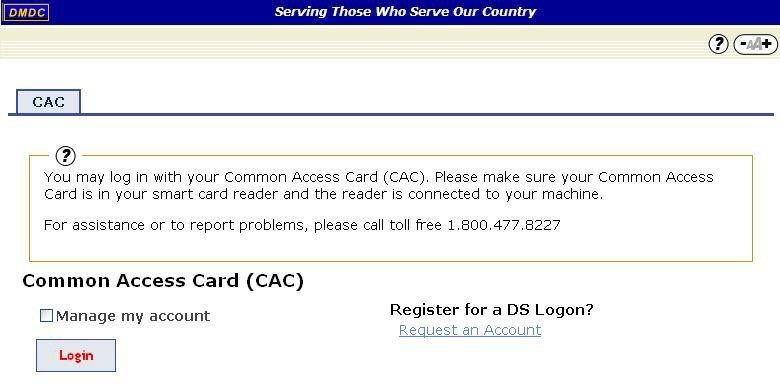 DMDC
Serving Those Who Serve Our Country
? -AAA+
CAC
?
You may log in with your Common Access Card (CAC). Please make sure your Common Access
Card is in your smart card reader and the reader is connected to your machine.
For assistance or to report problems, please call toll free 1.800.477.8227
Common Access Card (CAC)
Manage my account
Register for a DS Logon?
Request an Account
Login